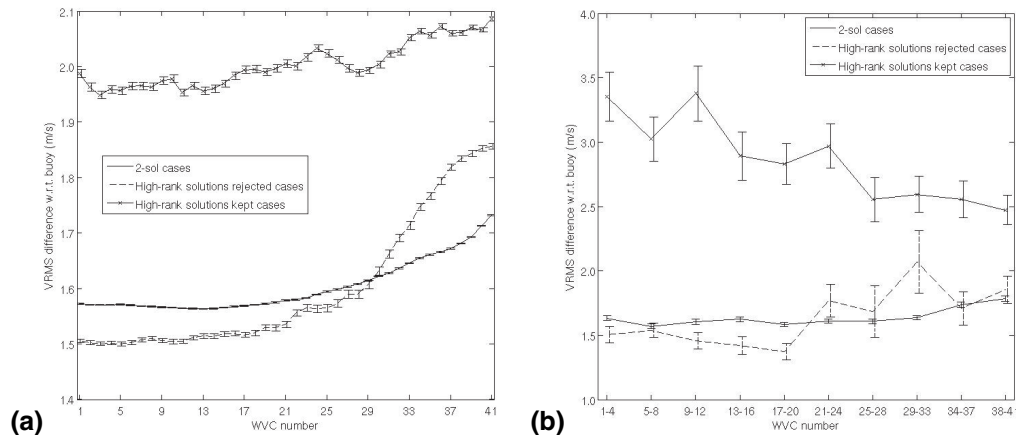 (a)
VRMS difference w.r.t. buoy (m/s)
2.1
2.0
1.9
1.8
1.7
1.6
1.5
1.4
2-sol cases
High-rank solutions rejected cases
High-rank solutions kept cases
1 5 9 13 17 21 25 29 33 37 41
WVC number
(b)
VRMS difference w.r.t. buoy (m/s)
4.0
3.5
3.0
2.5
2.0
1.5
1.0
2-sol cases
High-rank solutions rejected cases
High-rank solutions kept cases
1-4 5-8 9-12 13-16 17-20 21-24 25-28 29-33 34-37 38-4
WVC number